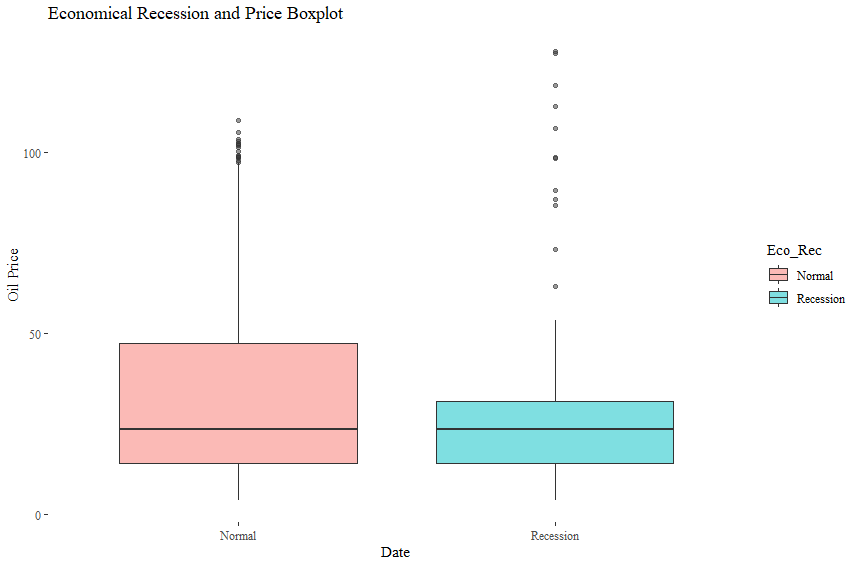 Economical Recession and Price Boxplot
100
50
0
Oil Price
Normal
Recession
Date
Eco_Rec
Normal
Recession